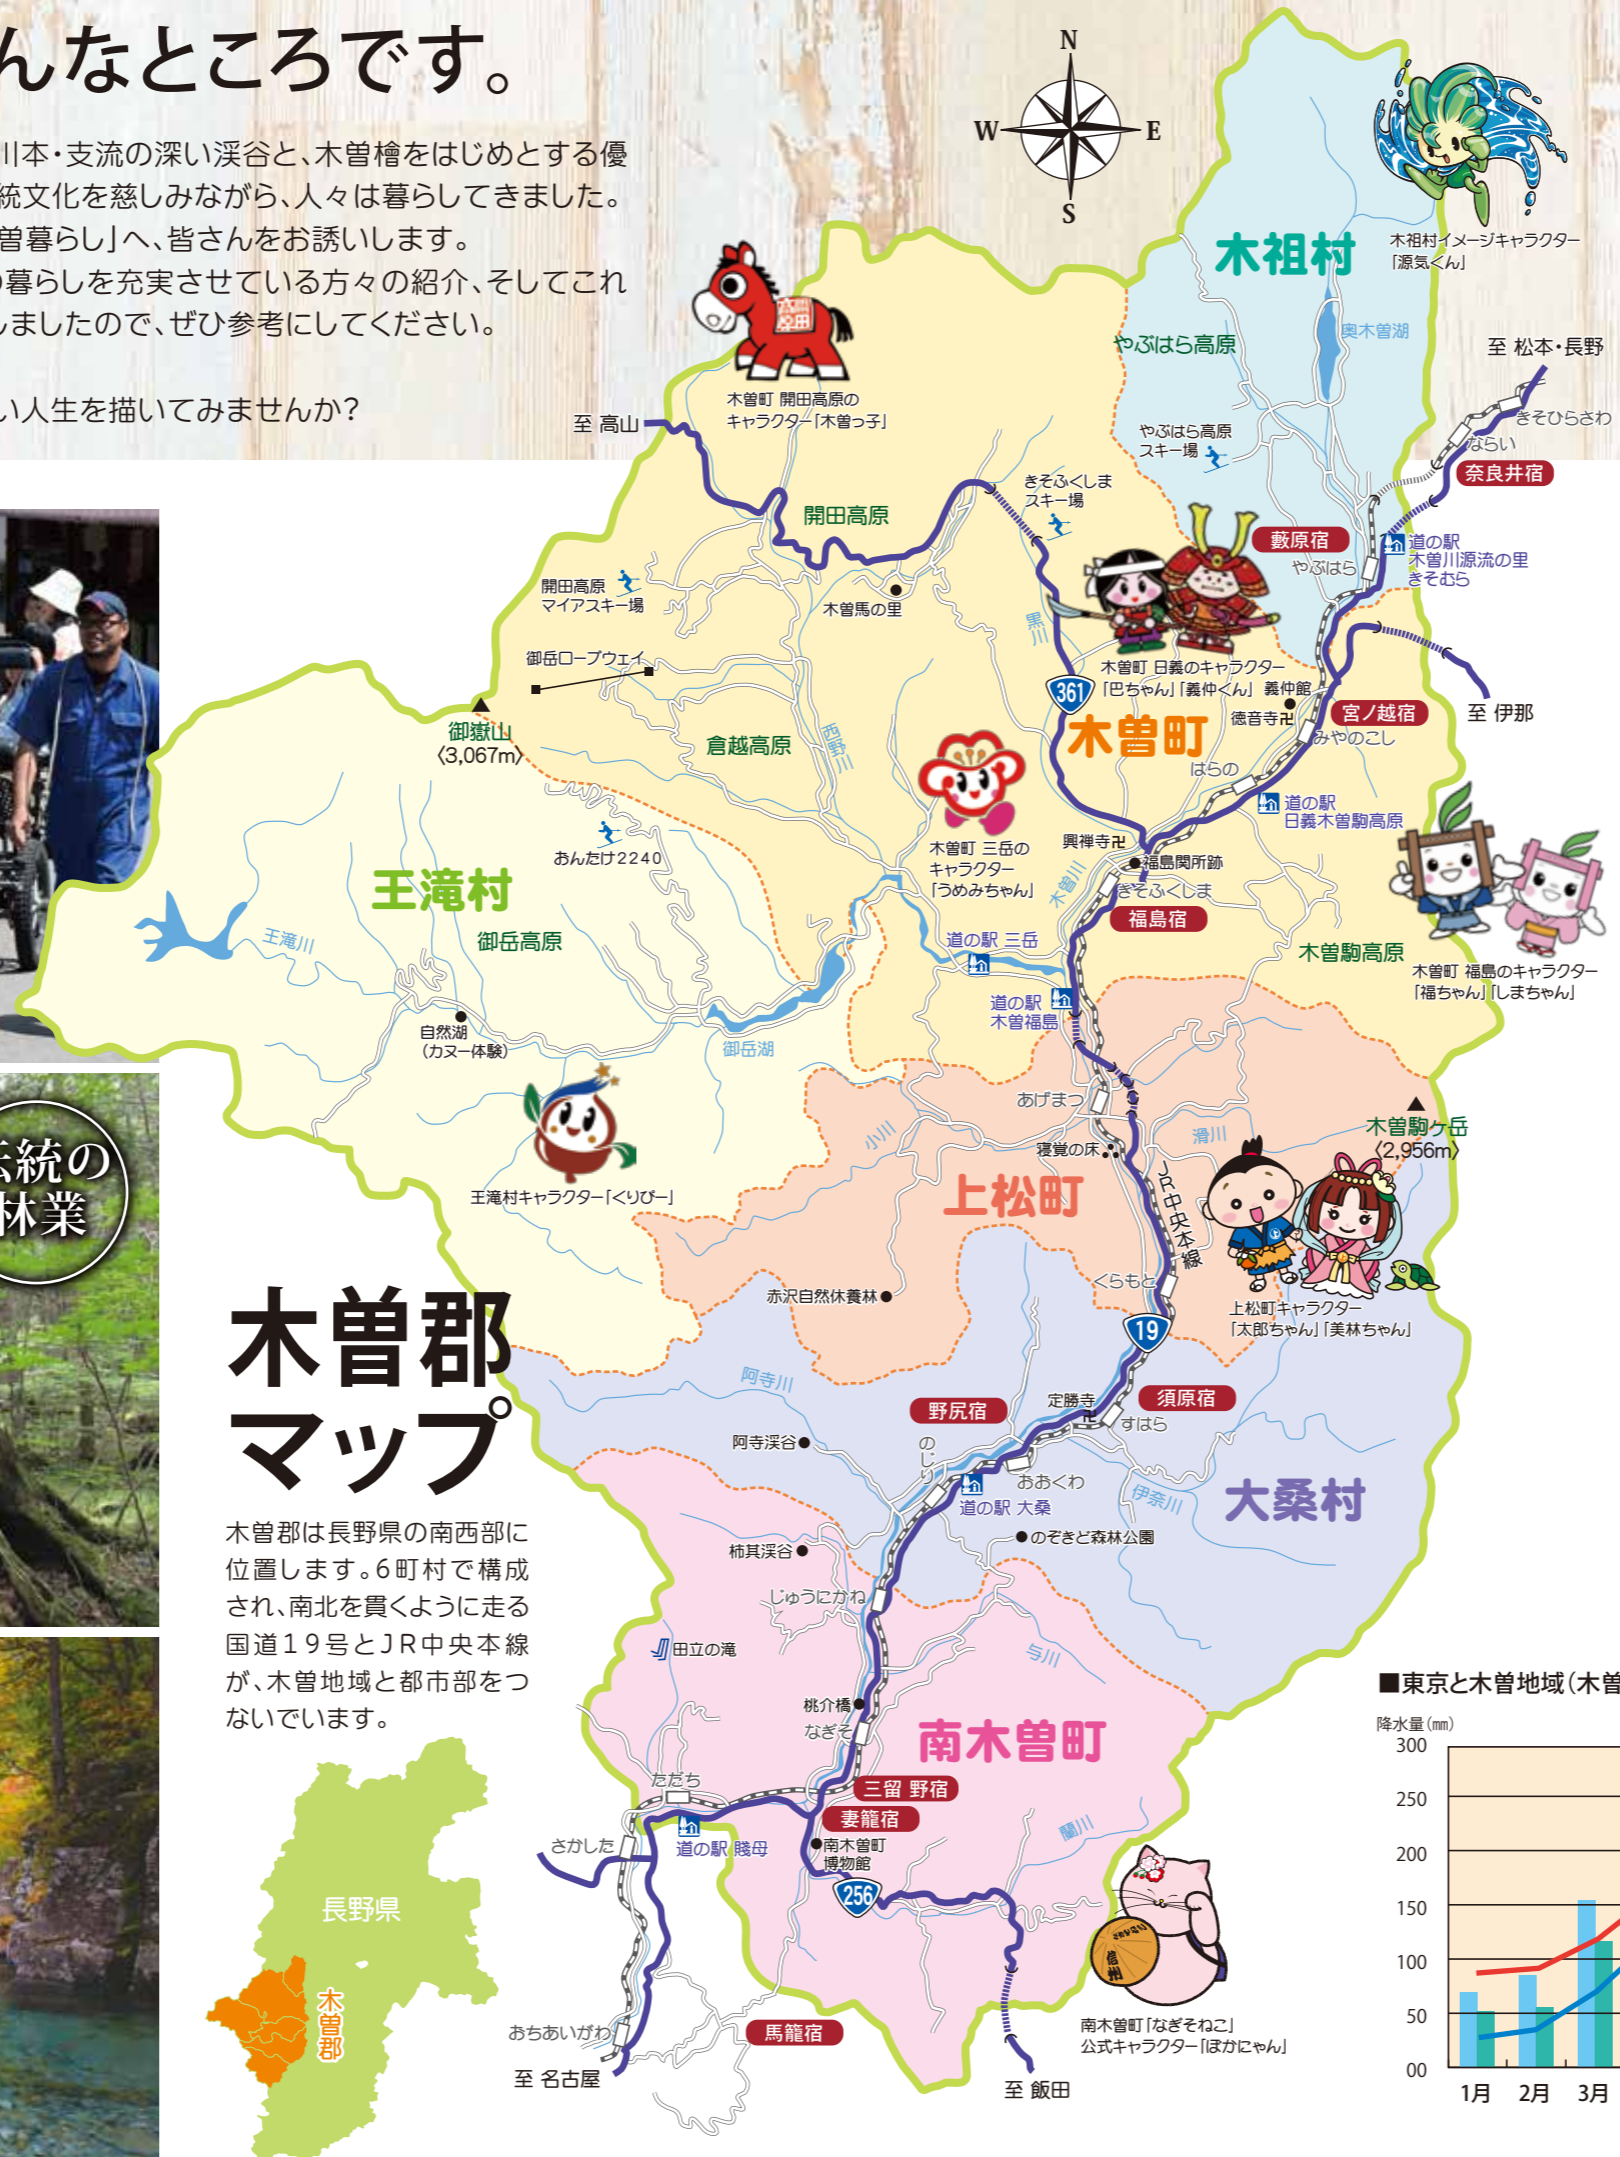 んなところです。
川本・支流の深い渓谷と、木曽檜をはじめとする優
統文化を慈しみながら、人々は暮らしてきました。
曽暮らし」へ、皆さんをお誘いします。
の暮らしを充実させている方々の紹介、そしてこれ
しましたので、ぜひ参考にしてください。
い人生を描いてみませんか?
N
W
E
S
木祖村
木祖村イメージキャラクター
「源気くん」
奥木曽湖
やぶはら高原
至 松本・長野
きそひらさわ
ならい
奈良井宿
木曽町 開田高原の
キャラクター「木曽っ子」
至 高山
やぶはら高原
スキー場
きそふくしま
スキー場
開田高原
藪原宿
やぶはら
道の駅
木曽川源流の里
きそむら
開田高原
マイアスキー場
木曽馬の里
黒川
御岳ロープウェイ
木曽町 日義のキャラクター
「巴ちゃん」「義仲くん」
義仲館
361
徳音寺卍
宮ノ越宿
至 伊那
みやのこし
御嶽山
〈3,067m〉
倉越高原
西野川
木曽町
はらの
道の駅
日義木曽駒高原
木曽町 三岳の
キャラクター
「うめみちゃん」
興禅寺卍
福島関所跡
木曽川
きそふくしま
福島宿
おんたけ2240
王滝村
王滝川
御岳高原
道の駅 三岳
木曽駒高原
木曽町 福島のキャラクター
「福ちゃん」「しまちゃん」
道の駅
木曽福島
自然湖
(カヌー体験)
御岳湖
王滝村キャラクター「くりぴー」
あげまつ
小川
寝覚の床
滑川
木曽駒ヶ岳
〈2,956m〉
上松町
JR中央本線
赤沢自然休養林
くらもと
上
上松町キャラクター
「太郎ちゃん」「美林ちゃん」
19
伝統の
林業
木曽郡
マップ
木曽郡は長野県の南西部に
位置します。6町村で構成
され、南北を貫くように走る
国道19号とJR中央本線
が、木曽地域と都市部をつ
ないでいます。
阿寺川
野尻宿
定勝寺
卍
須原宿
すはら
阿寺渓谷
のじり
おおくわ
道の駅 大桑
伊奈川
大桑村
柿其渓谷
のぞきど森林公園
じゅうにかね
田立の滝
与川
桃介橋
なぎそ
南木曽町
ただち
三留 野宿
妻籠宿
さかした
道の駅 賤母
南木曽町
博物館
蘭川
256
信州
おちあいがわ
馬籠宿
至 名古屋
至 飯田
南木曽町「なぎそねこ」
公式キャラクター「ぽかにゃん」
長野県
木曽郡
■東京と木曽地域(木曽
降水量(㎜)
300
250
200
150
100
50
00
1月
2月
3月